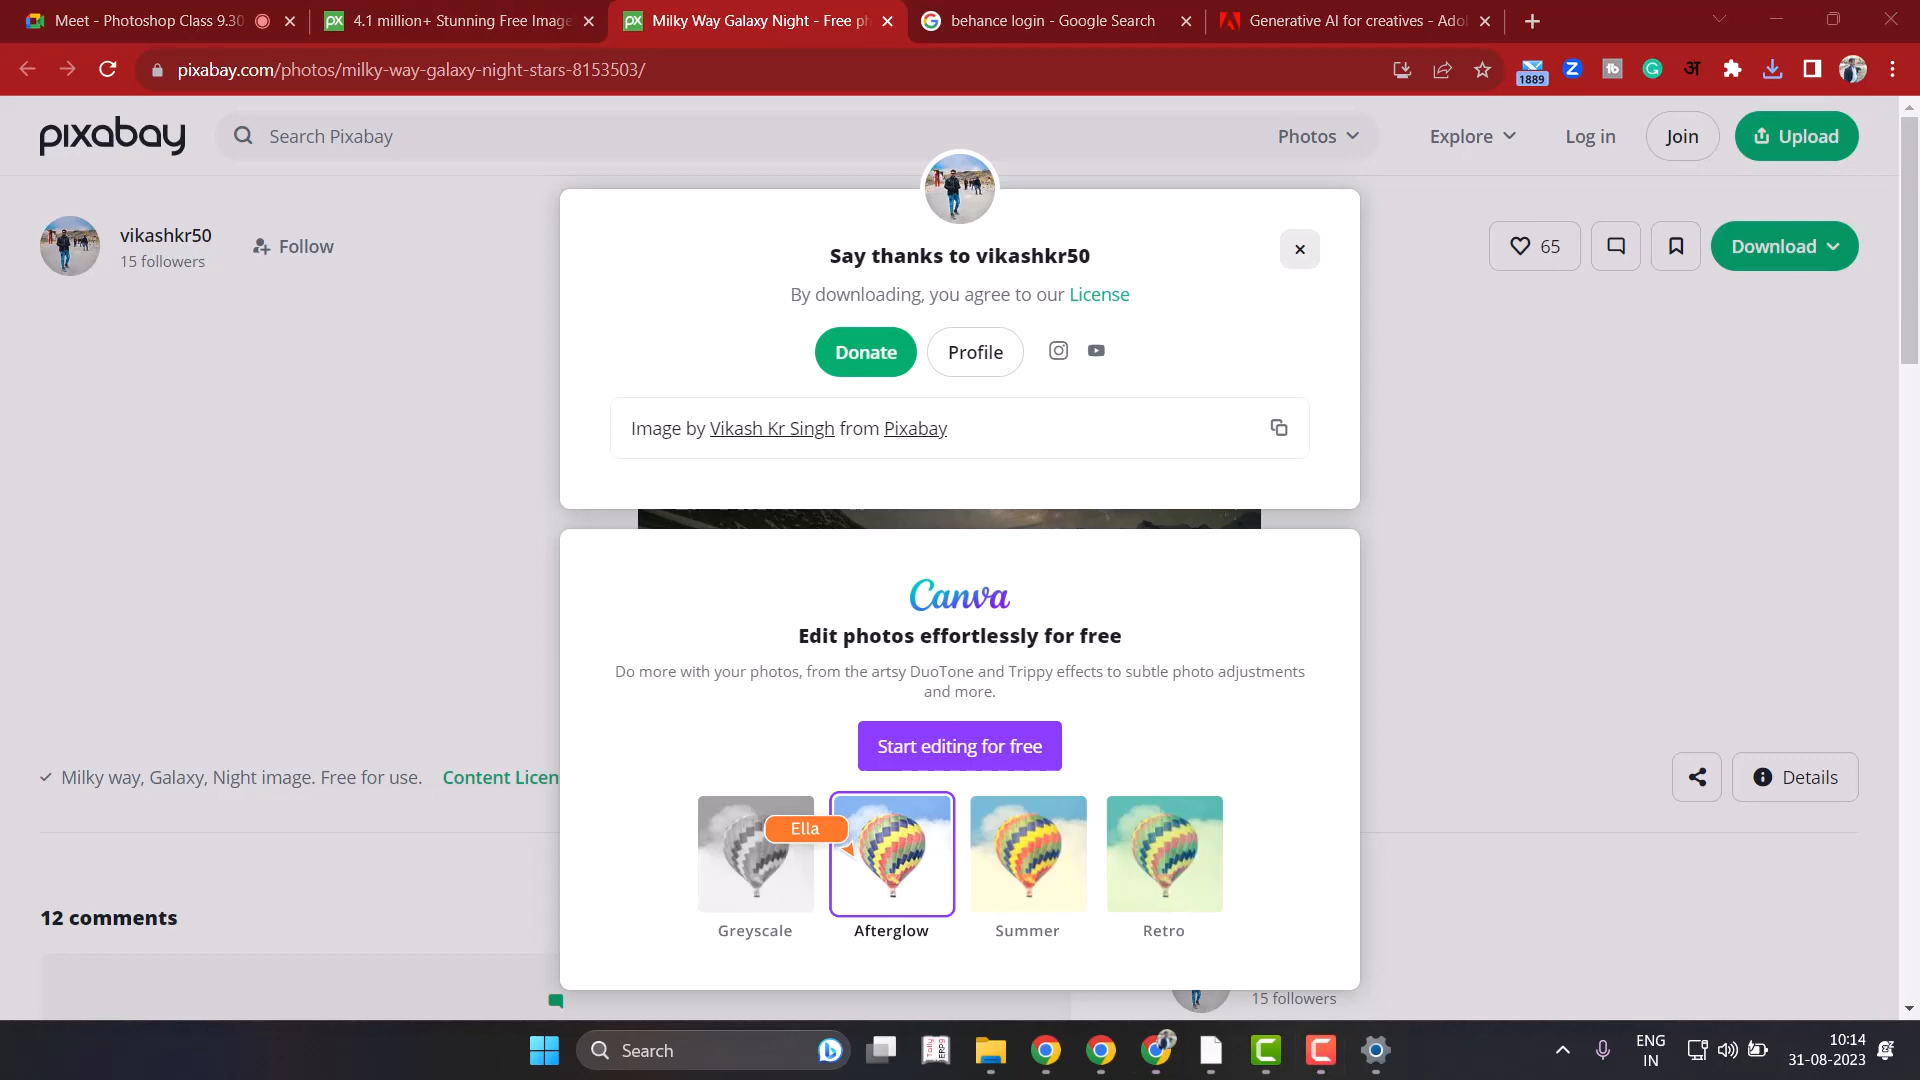 Meet - Photoshop Class 9.30
4.1 million+ Stunning Free Image
Milky Way Galaxy Night - Free ph
behance login - Google Search
Generative AI for creatives - Adol
pixabay.com/photos/milky-way-galaxy-night-stars-8153503/
1889
pixabay
Search Pixabay
Photos
Explore
Log in
Join
Upload
vikashkr50
15 followers
Follow
65
Download
Say thanks to vikashkr50
By downloading, you agree to our License
Donate
Profile
Image by Vikash Kr Singh from Pixabay
Canva
Edit photos effortlessly for free
Do more with your photos, from the artsy DuoTone and Trippy effects to subtle photo adjustments
and more.
Start editing for free
Milky way, Galaxy, Night image. Free for use.
Content Licen
Details
Ella
Greyscale
Afterglow
Summer
Retro
12 comments
15 followers
Search
ENG
IN
10:14
31-08-2023